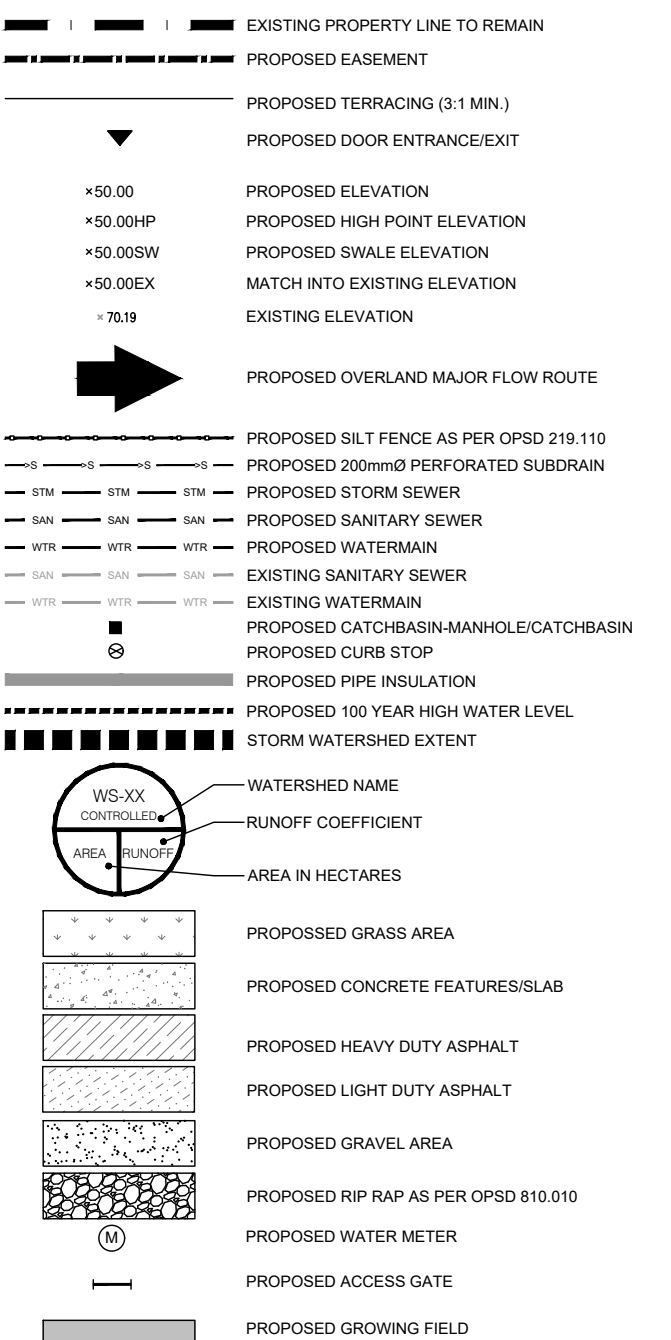 EXISTING PROPERTY LINE TO REMAIN
PROPOSED EASEMENT
PROPOSED TERRACING (3:1 MIN.)
PROPOSED DOOR ENTRANCE/EXIT
×50.00 PROPOSED ELEVATION
×50.00HP PROPOSED HIGH POINT ELEVATION
×50.00SW PROPOSED SWALE ELEVATION
×50.00EX MATCH INTO EXISTING ELEVATION
× 70.19 EXISTING ELEVATION
PROPOSED OVERLAND MAJOR FLOW ROUTE
PROPOSED SILT FENCE AS PER OPSD 219.110
>S >S >S >S PROPOSED 200mmØ PERFORATED SUBDRAIN
STM STM STM PROPOSED STORM SEWER
SAN SAN SAN PROPOSED SANITARY SEWER
WTR WTR WTR PROPOSED WATERMAIN
SAN SAN SAN EXISTING SANITARY SEWER
WTR WTR WTR EXISTING WATERMAIN
PROPOSED CATCHBASIN-MANHOLE/CATCHBASIN
PROPOSED CURB STOP
PROPOSED PIPE INSULATION
PROPOSED 100 YEAR HIGH WATER LEVEL
STORM WATERSHED EXTENT
WS-XX WATERSHED NAME
CONTROLLED RUNOFF COEFFICIENT
AREA RUNOFF
AREA IN HECTARES
PROPOSSED GRASS AREA
PROPOSED CONCRETE FEATURES/SLAB
PROPOSED HEAVY DUTY ASPHALT
PROPOSED LIGHT DUTY ASPHALT
PROPOSED GRAVEL AREA
PROPOSED RIP RAP AS PER OPSD 810.010
M PROPOSED WATER METER
PROPOSED ACCESS GATE
PROPOSED GROWING FIELD